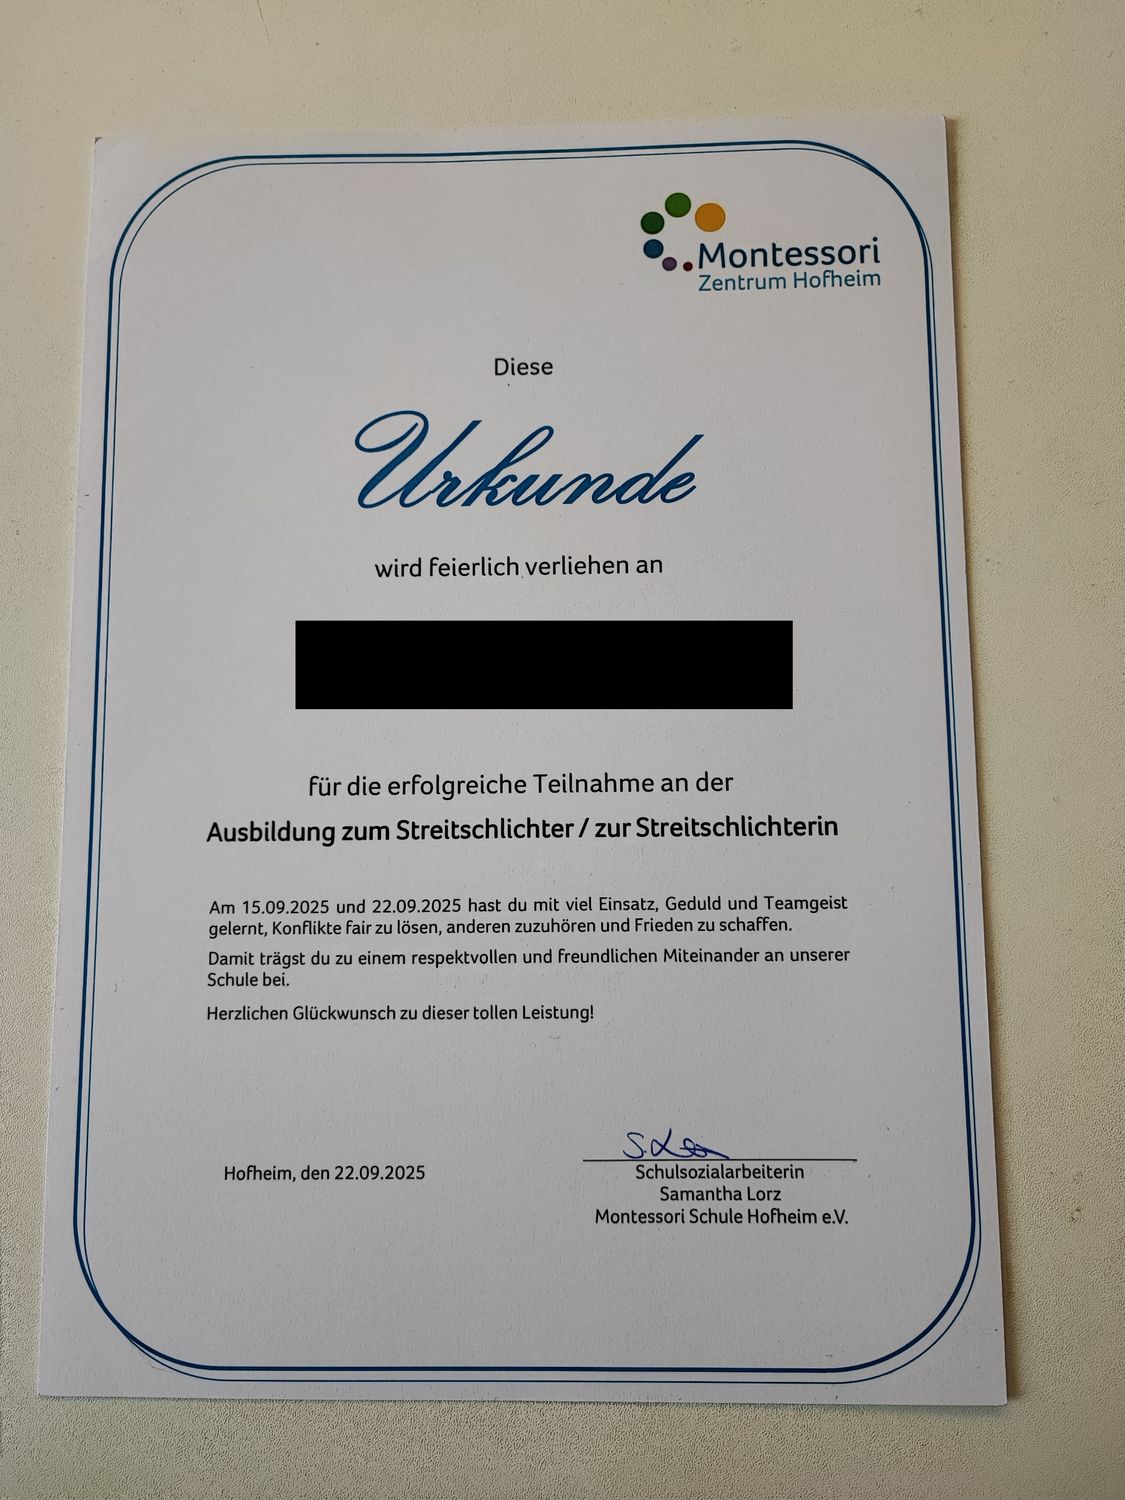 Montessori
Zentrum Hofheim
Diese
Urkunde
wird feierlich verliehen an
für die erfolgreiche Teilnahme an der
Ausbildung zum Streitschlichter / zur Streitschlichterin
Am 15.09.2025 und 22.09.2025 hast du mit viel Einsatz, Geduld und Teamgeist
gelernt, Konflikte fair zu lösen, anderen zuzuhören und Frieden zu schaffen.
Damit trägst du zu einem respektvollen und freundlichen Miteinander an unserer
Schule bei.
Herzlichen Glückwunsch zu dieser tollen Leistung!
S. Lorz
Hofheim, den 22.09.2025
Schulsozialarbeiterin
Samantha Lorz
Montessori Schule Hofheim e.V.